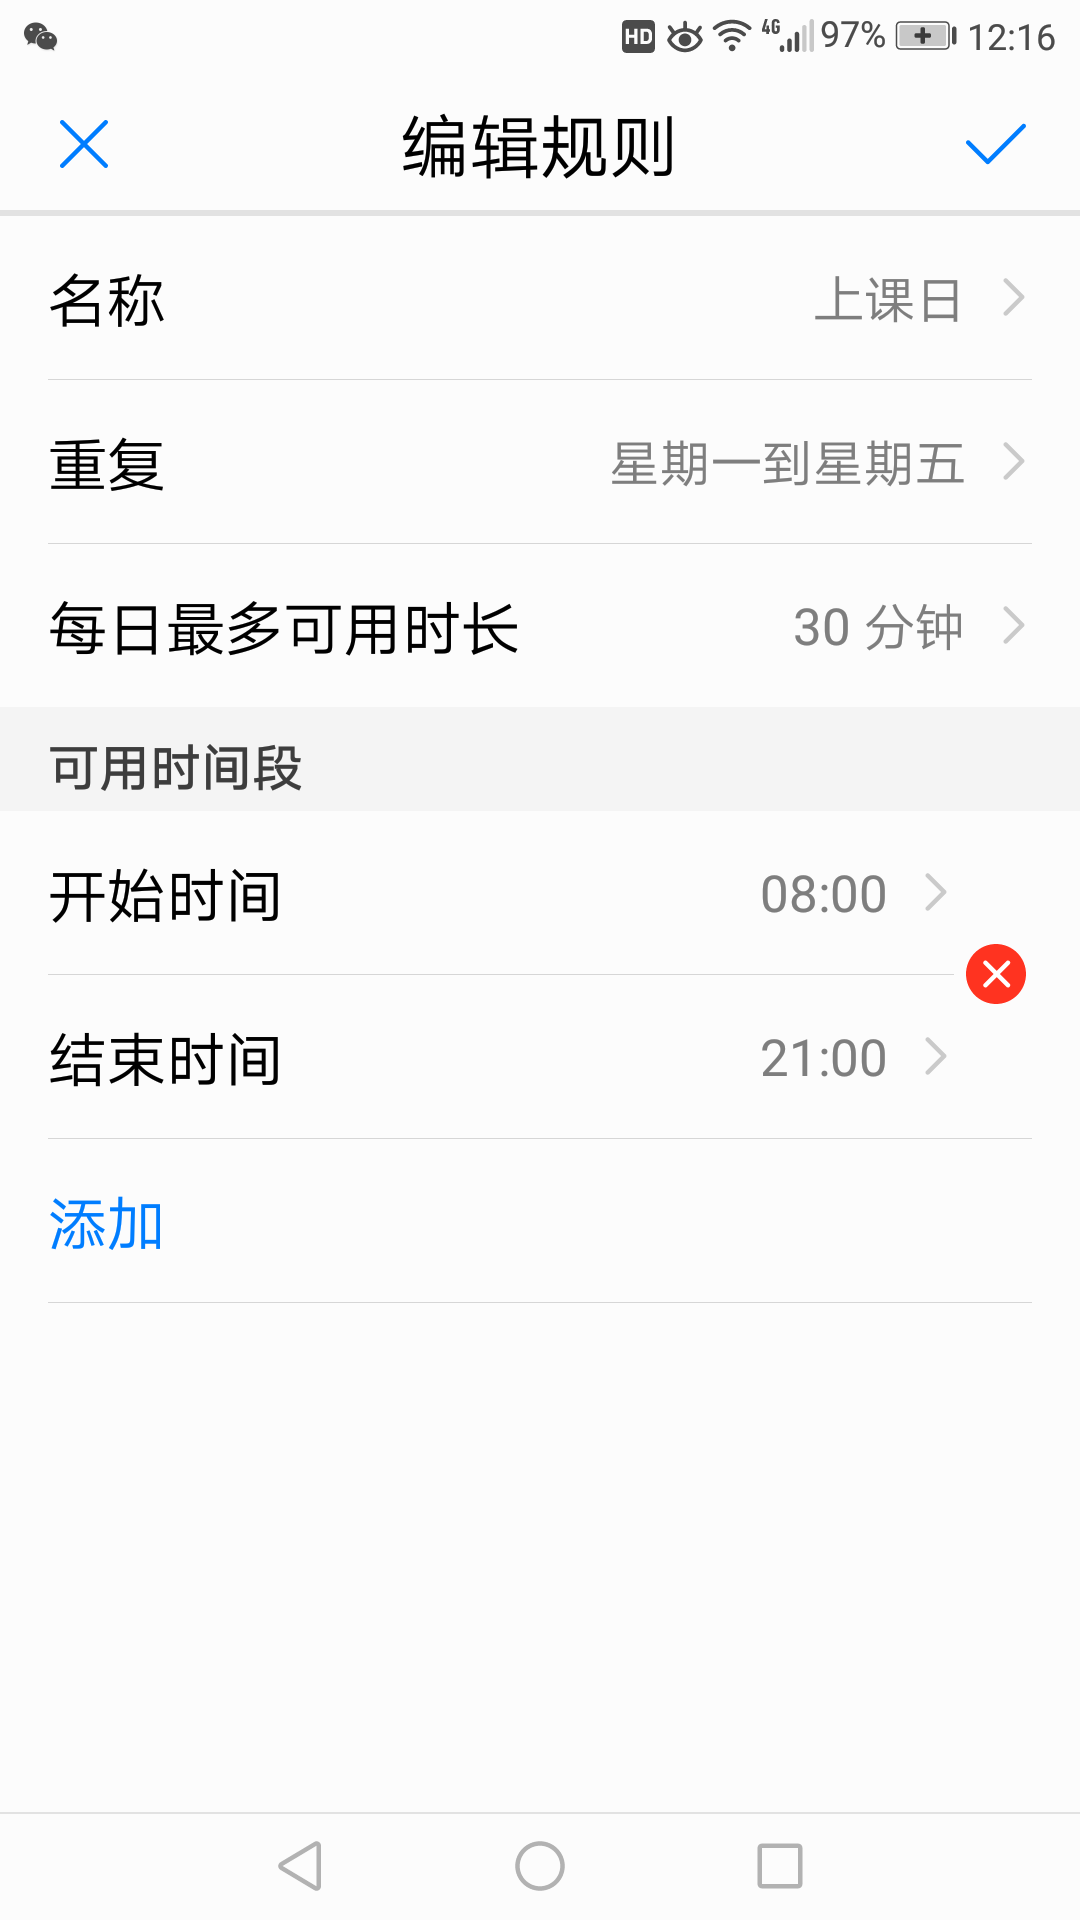 HD 4G 97% 12:16
编辑规则
名称 上课日
重复 星期一到星期五
每日最多可用时长 30 分钟
可用时间段
开始时间 08:00
结束时间 21:00
添加